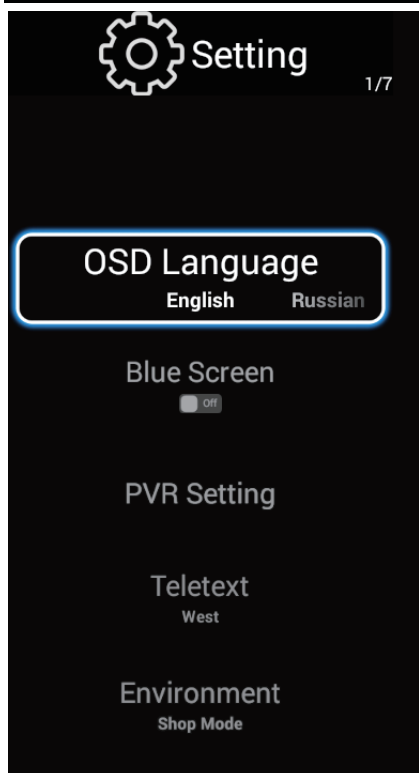 Setting
1/7
OSD Language
English Russian
Blue Screen
Off
PVR Setting
Teletext
West
Environment
Shop Mode